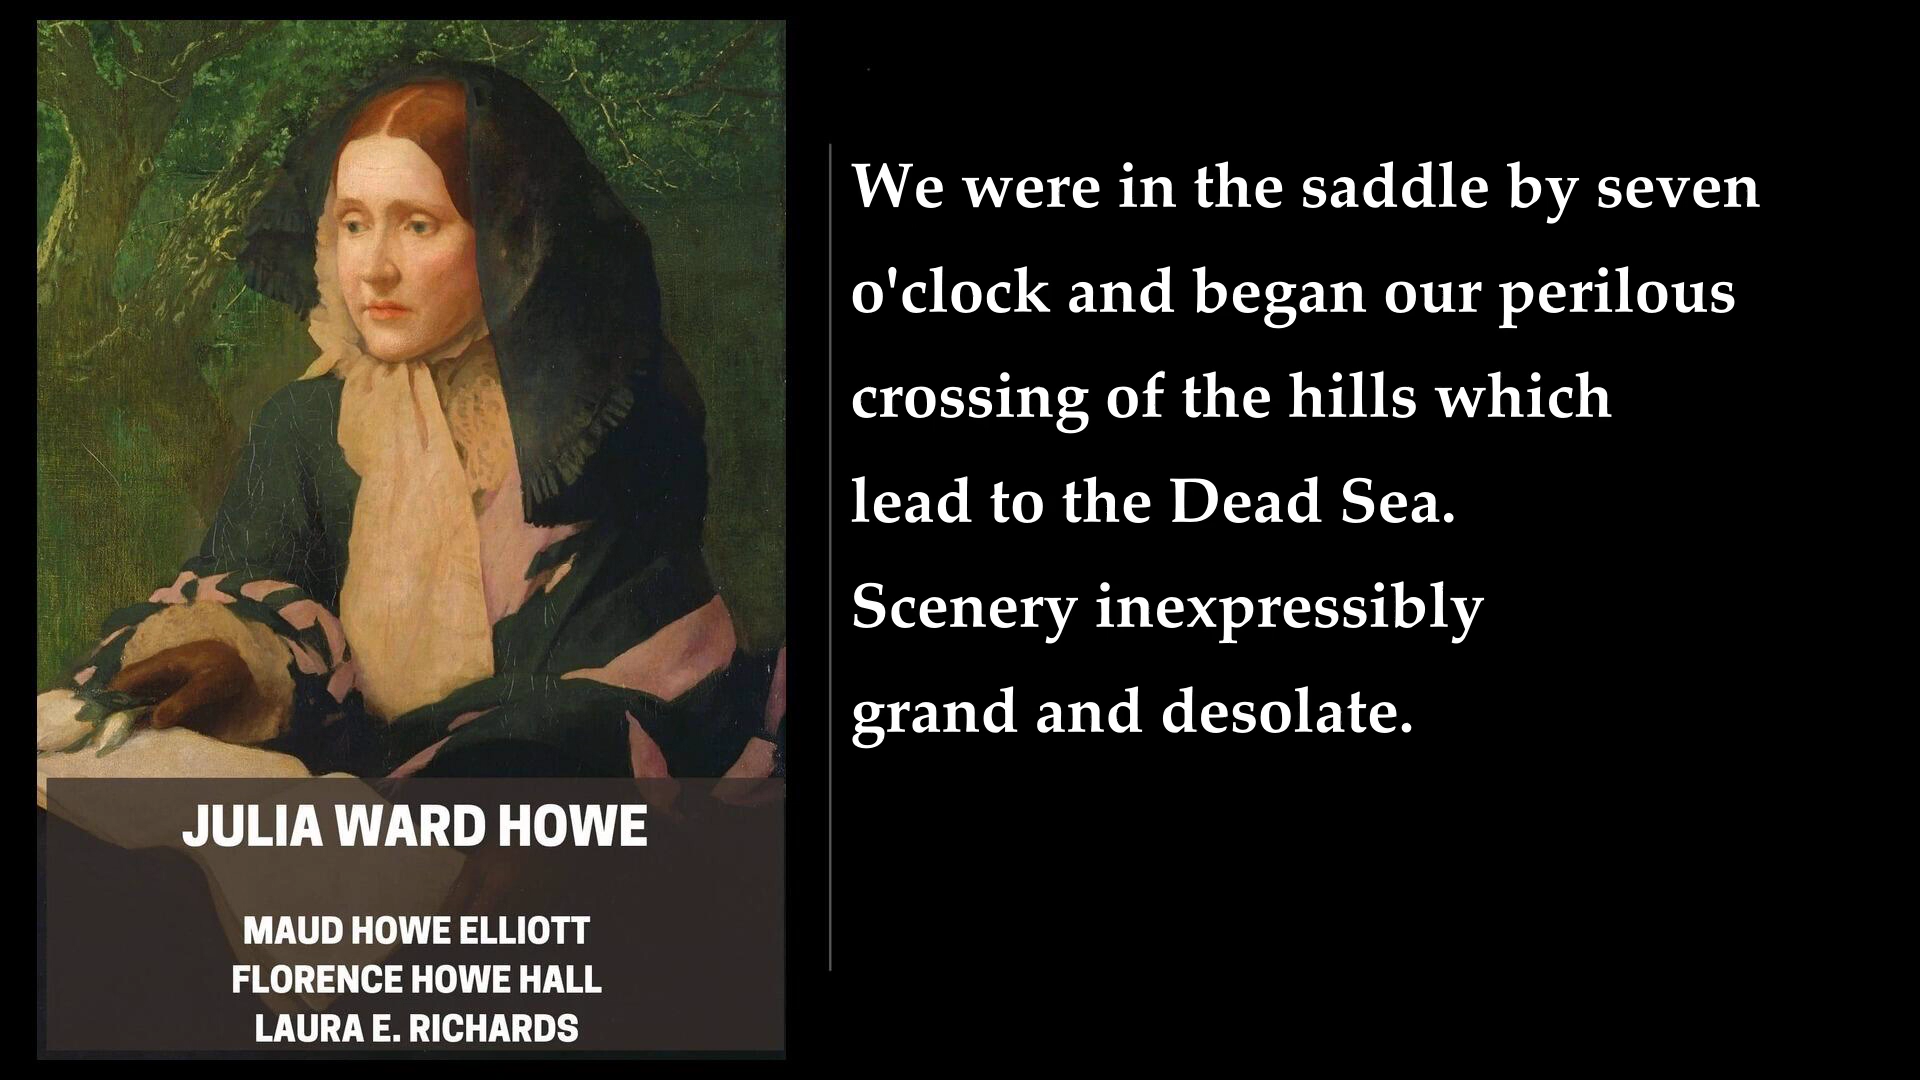 JULIA WARD HOWE
MAUD HOWE ELLIOTT
FLORENCE HOWE HALL
LAURA E. RICHARDS
We were in the saddle by seven
o'clock and began our perilous
crossing of the hills which
lead to the Dead Sea.
Scenery inexpressibly
grand and desolate.